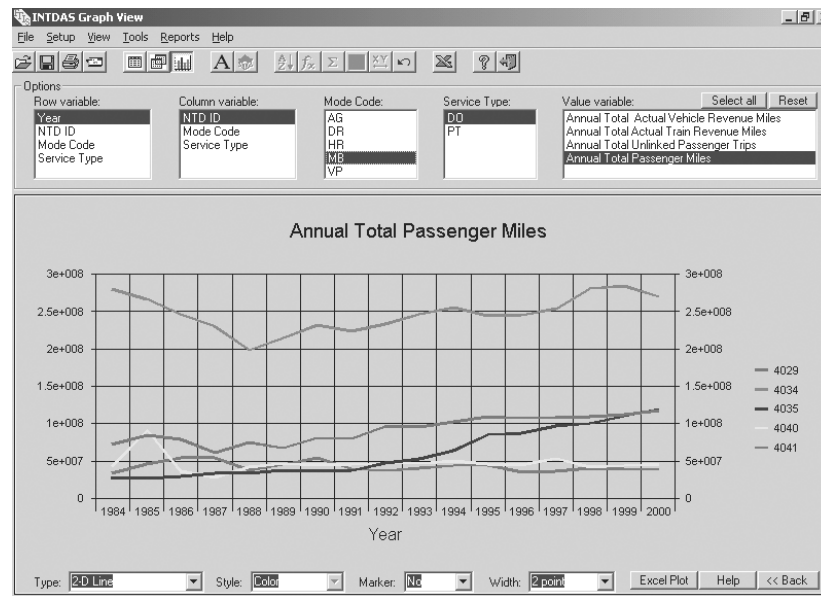 INTDAS Graph View
File Setup View Tools Reports Help
Options
Row variable:
Year
NTD ID
Mode Code
Service Type
Column variable:
NTD ID
Mode Code
Service Type
Mode Code:
AG
DR
HR
MB
VP
Service Type:
DO
PT
Value variable:
Select all
Reset
Annual Total Actual Vehicle Revenue Miles
Annual Total Actual Train Revenue Miles
Annual Total Unlinked Passenger Trips
Annual Total Passenger Miles
Annual Total Passenger Miles
3e+008
2.5e+008
2e+008
1.5e+008
1e+008
5e+007
0
3e+008
2.5e+008
2e+008
1.5e+008
1e+008
5e+007
0
1984 1985 1986 1987 1988 1989 1990 1991 1992 1993 1994 1995 1996 1997 1998 1999 2000
Year
4029
4034
4035
4040
4041
Type: 2-D Line Style: Color Marker: No Width: 2 point Excel Plot Help << Back